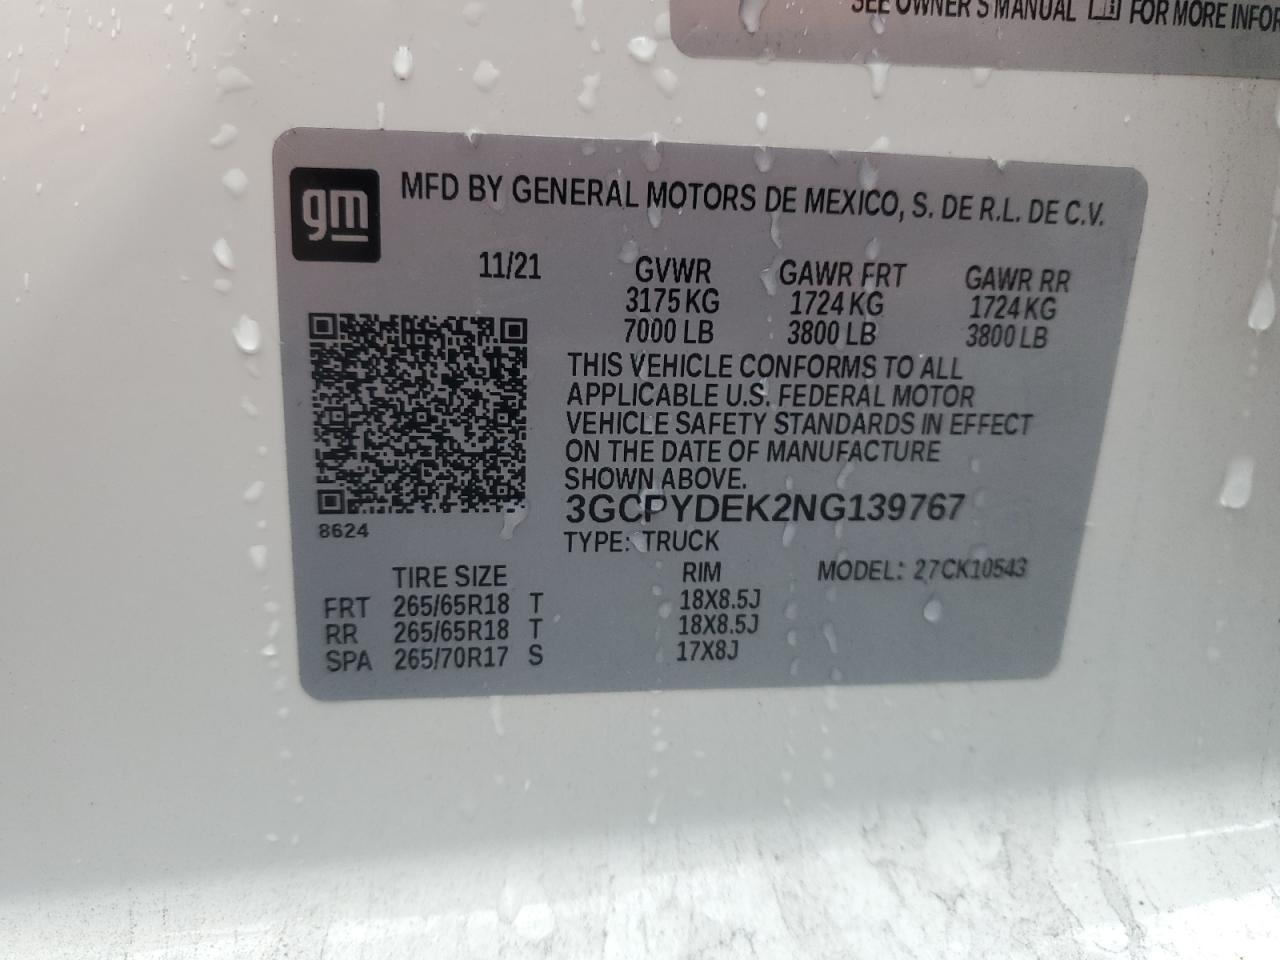 SEE OWNER'S MANUAL FOR MORE INFOR
gm MFD BY GENERAL MOTORS DE MEXICO, S. DE R.L. DE C.V.
11/21 GVWR GAWR FRT GAWR RR
3175 KG 1724 KG 1724 KG
7000 LB 3800 LB 3800 LB
THIS VEHICLE CONFORMS TO ALL
APPLICABLE U.S. FEDERAL MOTOR
VEHICLE SAFETY STANDARDS IN EFFECT
ON THE DATE OF MANUFACTURE
SHOWN ABOVE.
3GCPYDEK2NG139767
8624
TYPE: TRUCK
TIRE SIZE RIM MODEL: 27CK10543
FRT 265/65R18 T 18X8.5J
RR 265/65R18 T 18X8.5J
SPA 265/70R17 S 17X8J